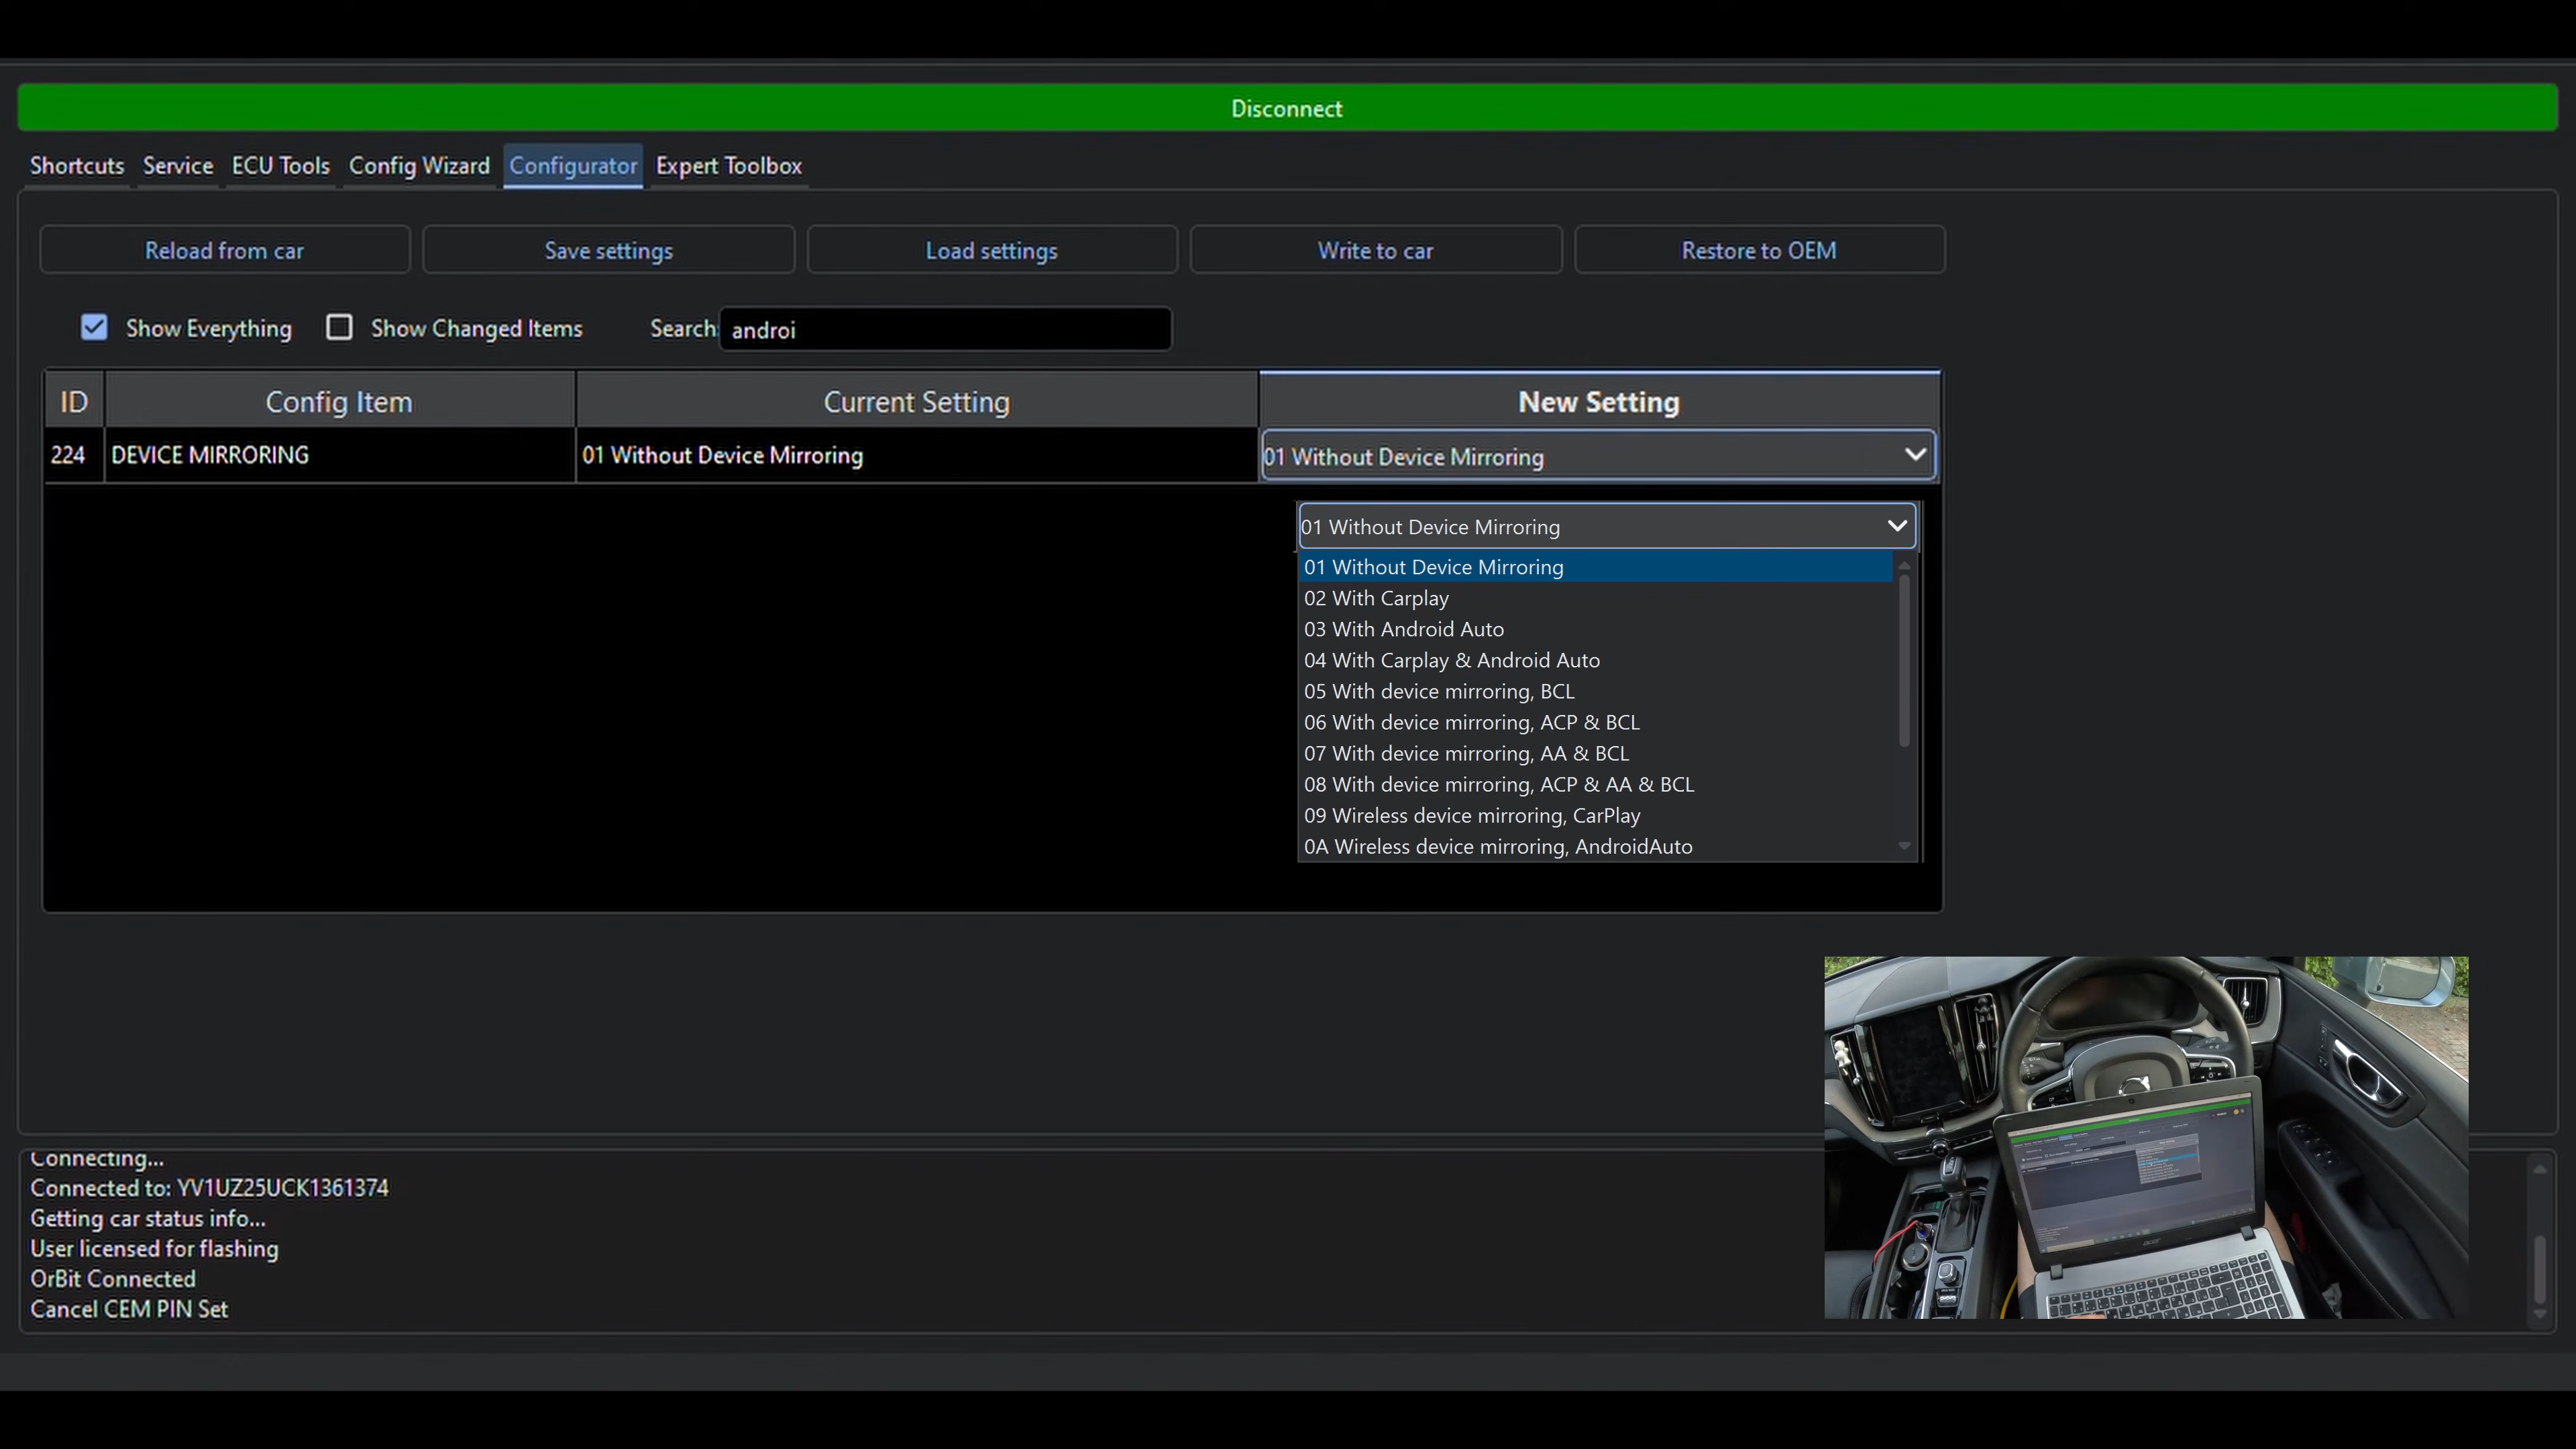 Disconnect
Shortcuts Service ECU Tools Config Wizard Configurator Expert Toolbox
Reload from car Save settings Load settings Write to car Restore to OEM
Show Everything Show Changed Items Search: androi
ID Config Item Current Setting New Setting
224 DEVICE MIRRORING 01 Without Device Mirroring 01 Without Device Mirroring
01 Without Device Mirroring
01 Without Device Mirroring
02 With Carplay
03 With Android Auto
04 With Carplay & Android Auto
05 With device mirroring, BCL
06 With device mirroring, ACP & BCL
07 With device mirroring, AA & BCL
08 With device mirroring, ACP & AA & BCL
09 Wireless device mirroring, CarPlay
0A Wireless device mirroring, AndroidAuto
Connecting...
Connected to: YV1UZ25UCK1361374
Getting car status info...
User licensed for flashing
OrBit Connected
Cancel CEM PIN Set
acer